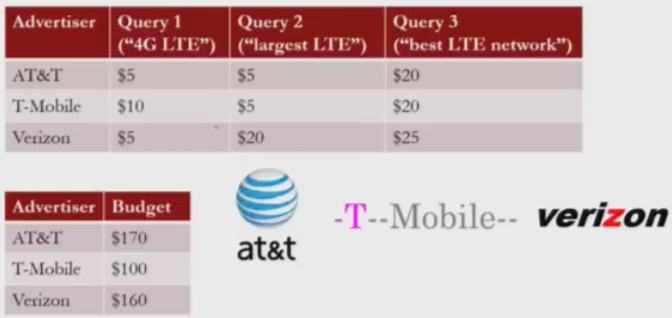 Advertiser Query 1 Query 2 Query 3
("4G LTE") ("largest LTE") ("best LTE network")
AT&T $5 $5 $20
T-Mobile $10 $5 $20
Verizon $5 $20 $25
Advertiser Budget
AT&T $170
T-Mobile $100
Verizon $160
at&t
-T--Mobile--
verizon